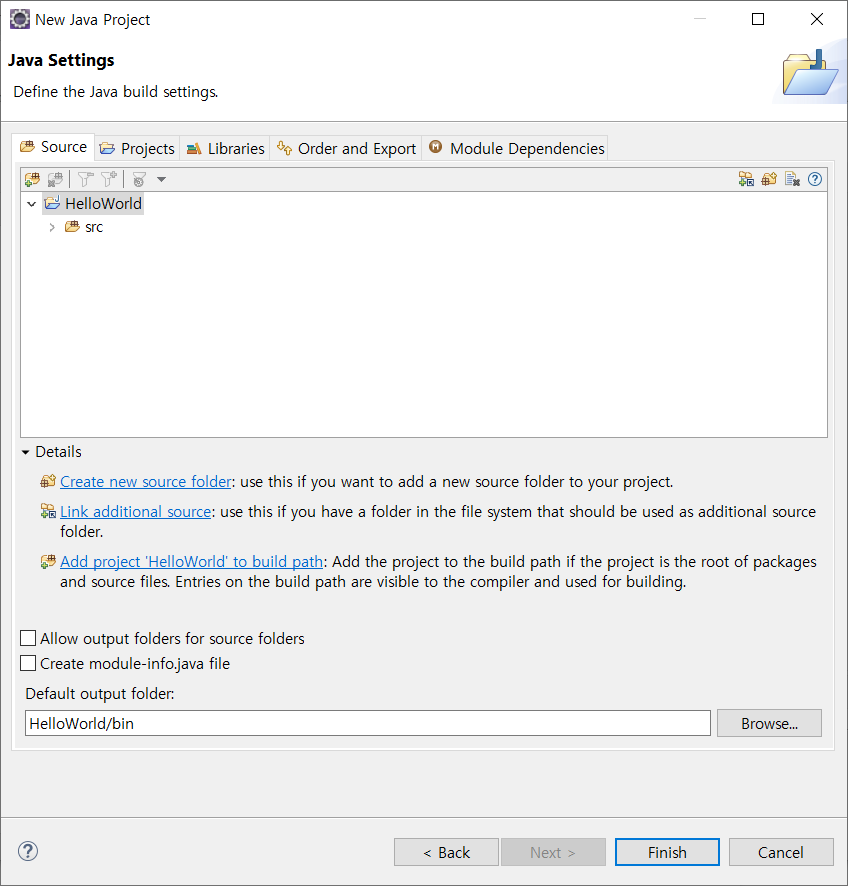 New Java Project
Java Settings
Define the Java build settings.
Source Projects Libraries Order and Export Module Dependencies
HelloWorld
src
Details
Create new source folder: use this if you want to add a new source folder to your project.
Link additional source: use this if you have a folder in the file system that should be used as additional source
folder.
Add project 'HelloWorld' to build path: Add the project to the build path if the project is the root of packages
and source files. Entries on the build path are visible to the compiler and used for building.
Allow output folders for source folders
Create module-info.java file
Default output folder:
HelloWorld/bin Browse...
< Back Next > Finish Cancel